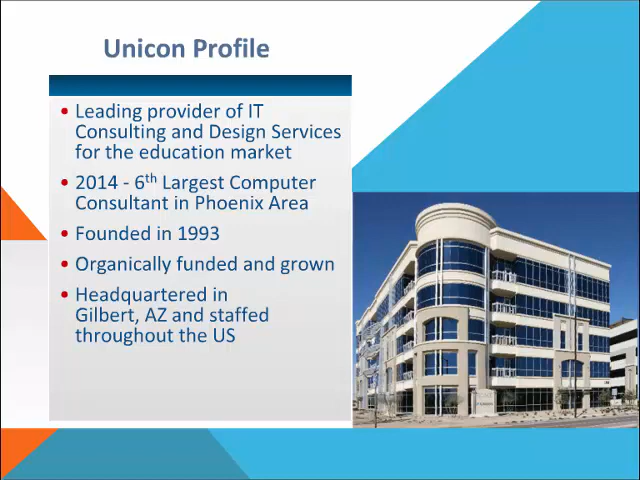 Unicon Profile
• Leading provider of IT
Consulting and Design Services
for the education market
• 2014 - 6th Largest Computer
Consultant in Phoenix Area
• Founded in 1993
• Organically funded and grown
• Headquartered in
Gilbert, AZ and staffed
throughout the US